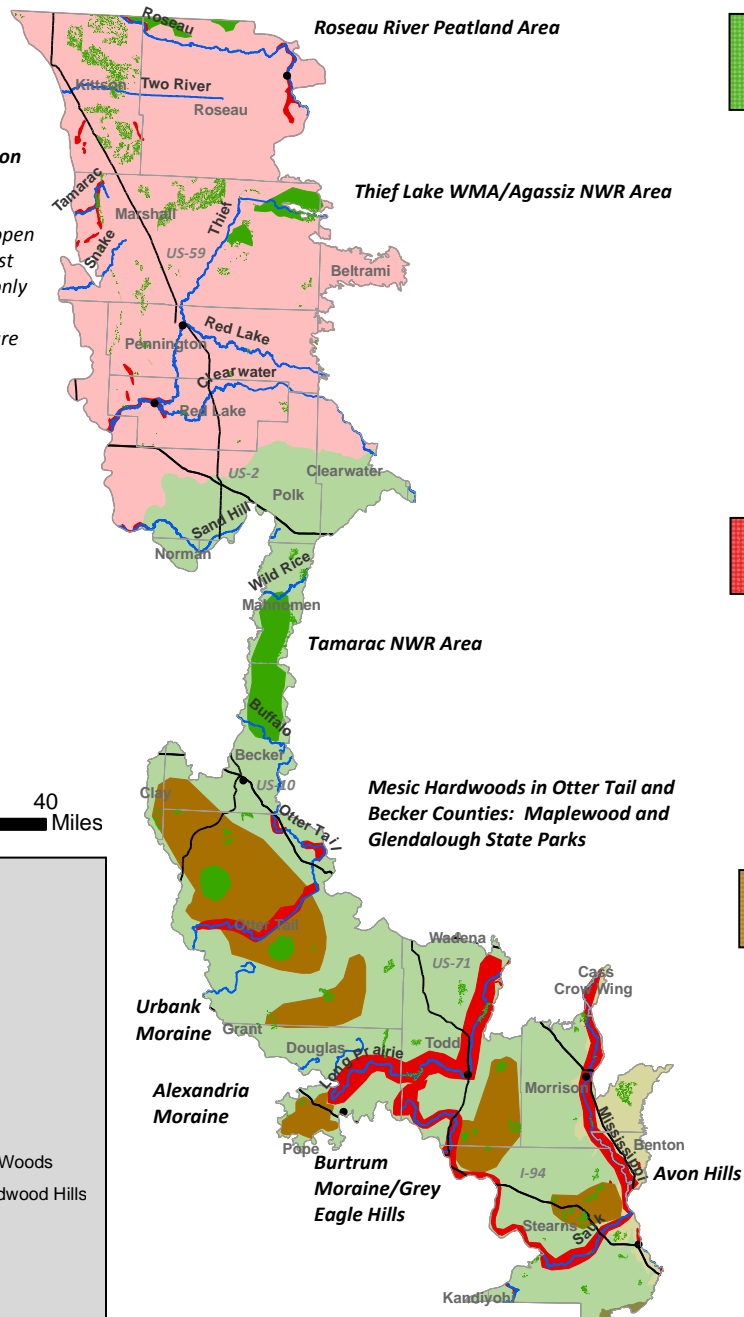 Roseau
Roseau River Peatland Area
Kittson
Two River
Roseau
on
Tamarac
Thief Lake WMA/Agassiz NWR Area
Marshall
Thief
open
Snake
US-59
st
Beltrami
only
re
Red Lake
Pennington
Clearwater
Red Lake
US-2
Clearwater
Polk
Sand Hill
Norman
Wild Rice
Mahnomen
Tamarac NWR Area
Buffalo
Becker
US-10
Clay
40
Miles
Otter Tail
Mesic Hardwoods in Otter Tail and
Becker Counties: Maplewood and
Glendalough State Parks
Otter Tail
Wadena
US-71
Cass
Crow Wing
Urbank
Moraine
Grant
Douglas
Todd
Long Prairie
Alexandria
Moraine
Morrison
Mississippi
Benton
Pope
Burtrum
Moraine/Grey
Eagle Hills
I-94
Avon Hills
Woods
dwood Hills
Stearns
Sauk
Kandiyohi